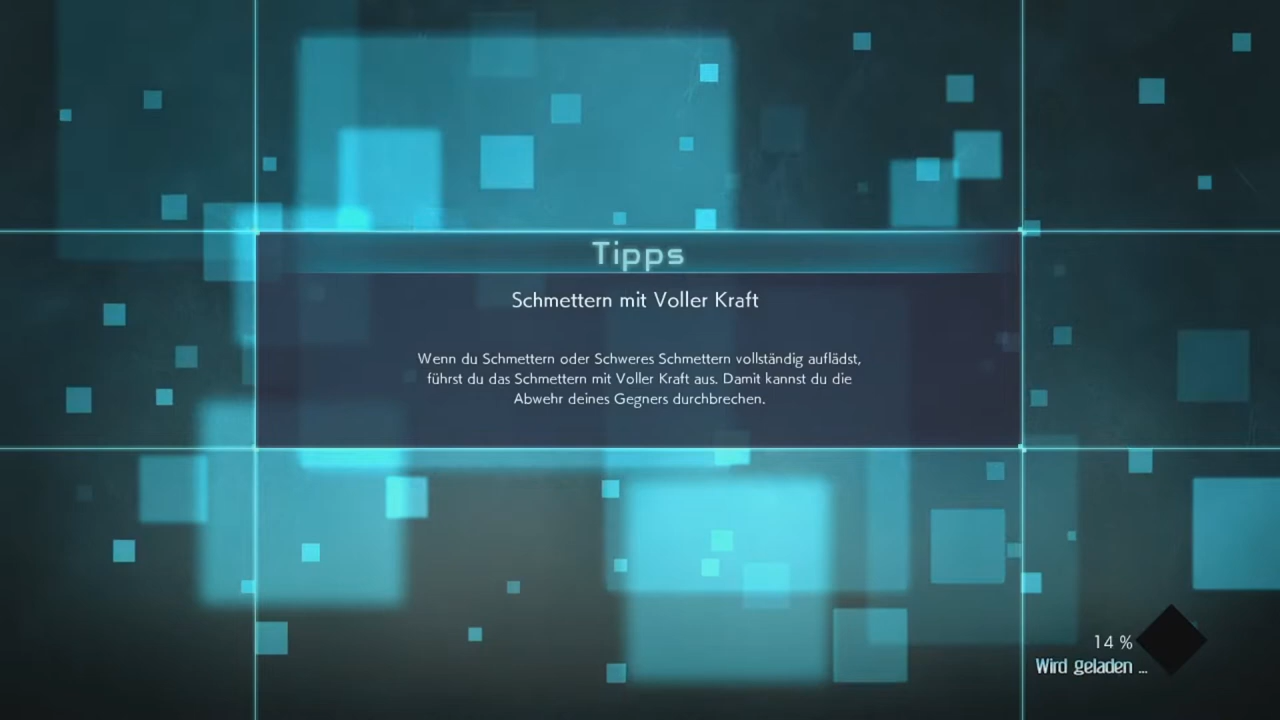 Tipps
Schmettern mit Voller Kraft
Wenn du Schmettern oder Schweres Schmettern vollständig auflädst,
führst du das Schmettern mit Voller Kraft aus. Damit kannst du die
Abwehr deines Gegners durchbrechen.
14 %
Wird geladen ...